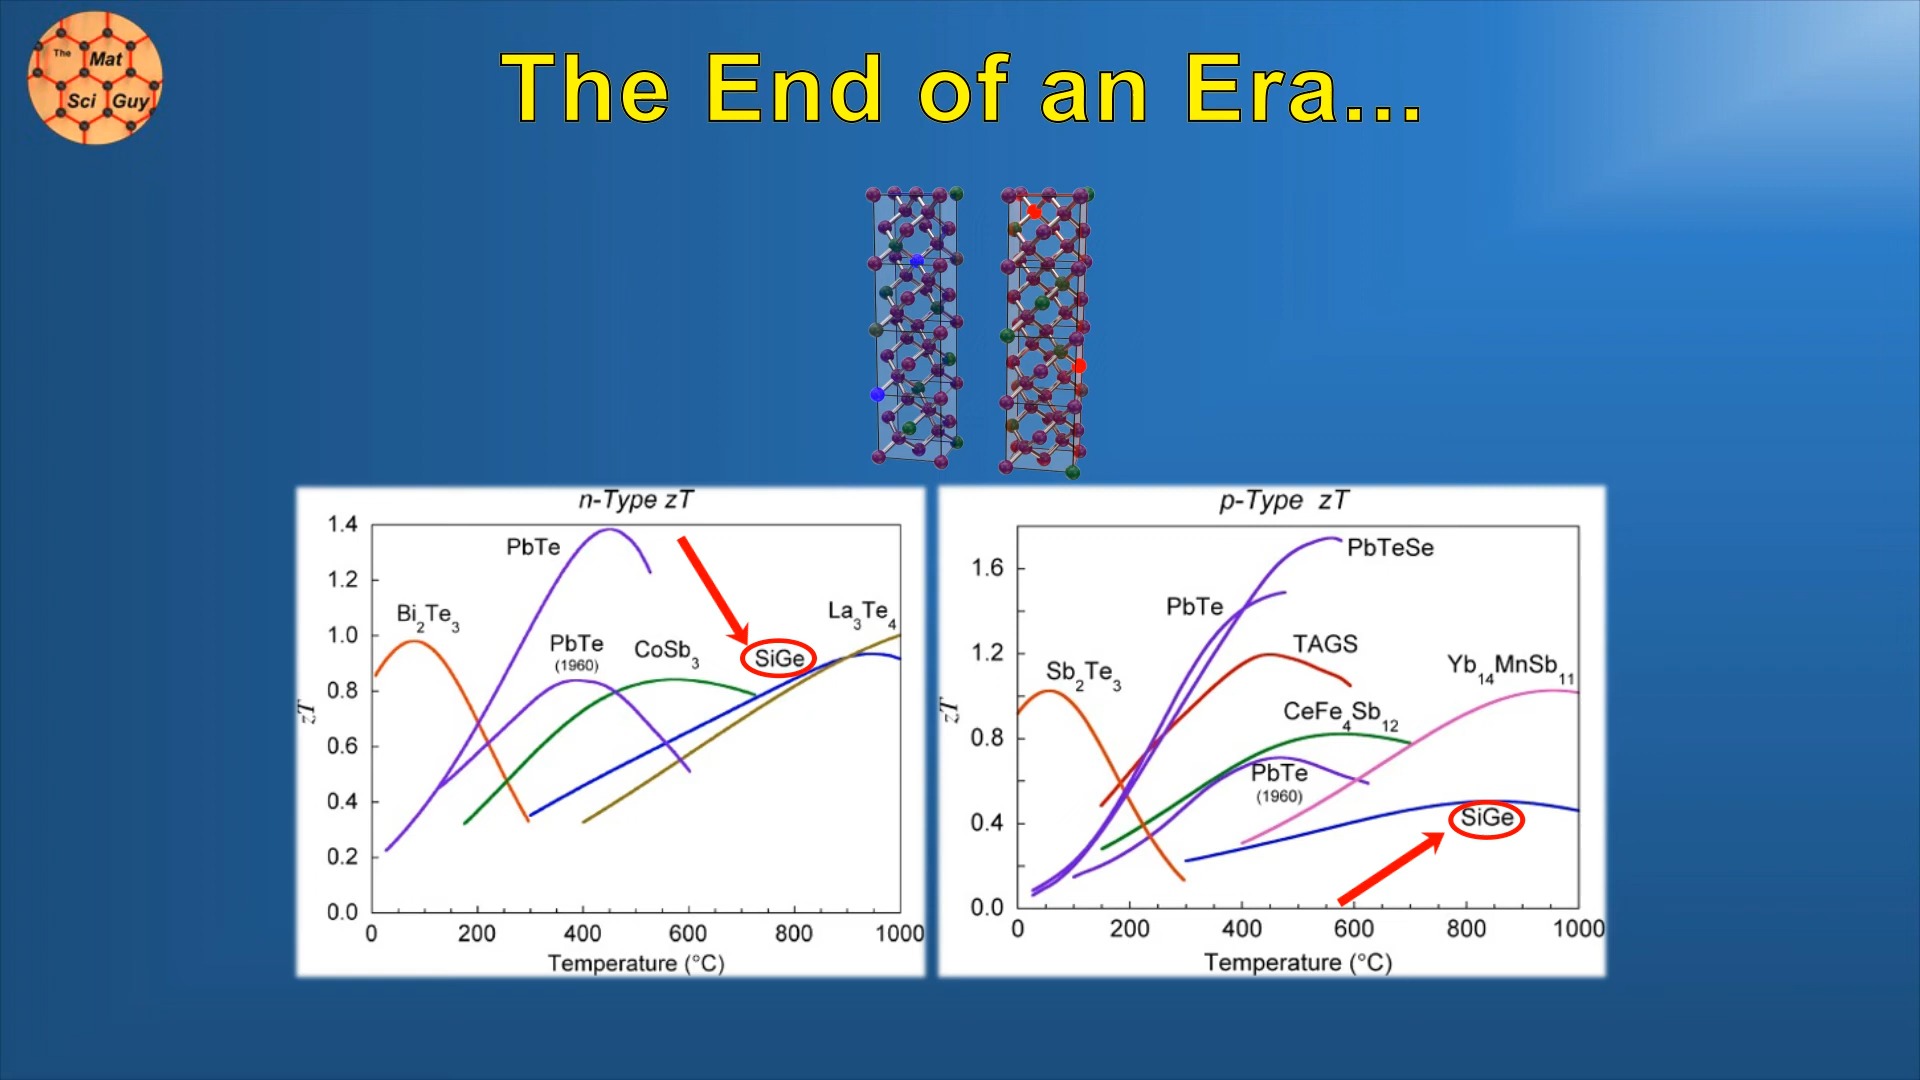 The
Mat
Sci Guy
The End of an Era...
n-Type zT
1.4
1.2
1.0
0.8
0.6
0.4
0.2
0.0
zT
PbTe
Bi2Te3
PbTe
(1960)
CoSb3
SiGe
La3Te4
0 200 400 600 800 1000
Temperature (°C)
p-Type zT
1.6
1.2
0.8
0.4
0.0
zT
PbTeSe
PbTe
TAGS
Sb2Te3
Yb14MnSb11
CeFe4Sb12
PbTe
(1960)
SiGe
0 200 400 600 800 1000
Temperature (°C)